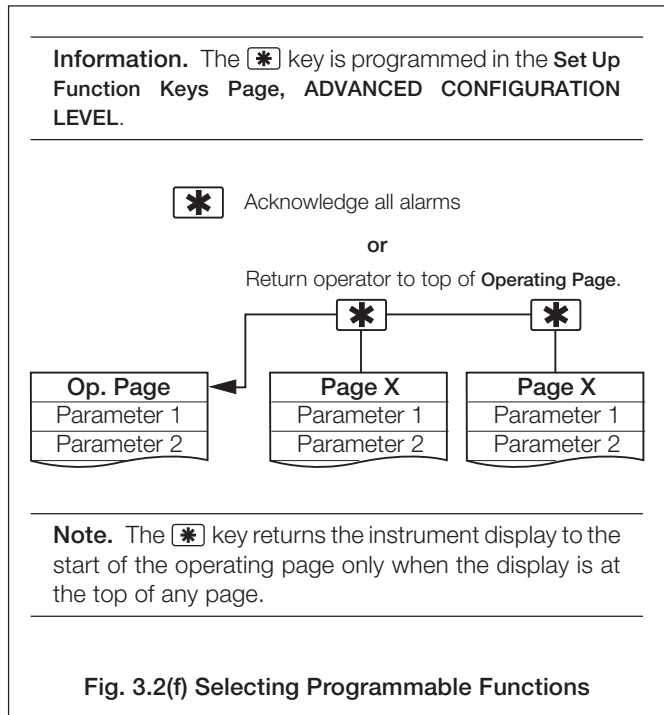 Information. The ✱ key is programmed in the Set Up
Function Keys Page, ADVANCED CONFIGURATION
LEVEL.
✱ Acknowledge all alarms
or
Return operator to top of Operating Page.
✱ ✱
Op. Page Page X Page X
Parameter 1 Parameter 1 Parameter 1
Parameter 2 Parameter 2 Parameter 2
Note. The ✱ key returns the instrument display to the
start of the operating page only when the display is at
the top of any page.
Fig. 3.2(f) Selecting Programmable Functions